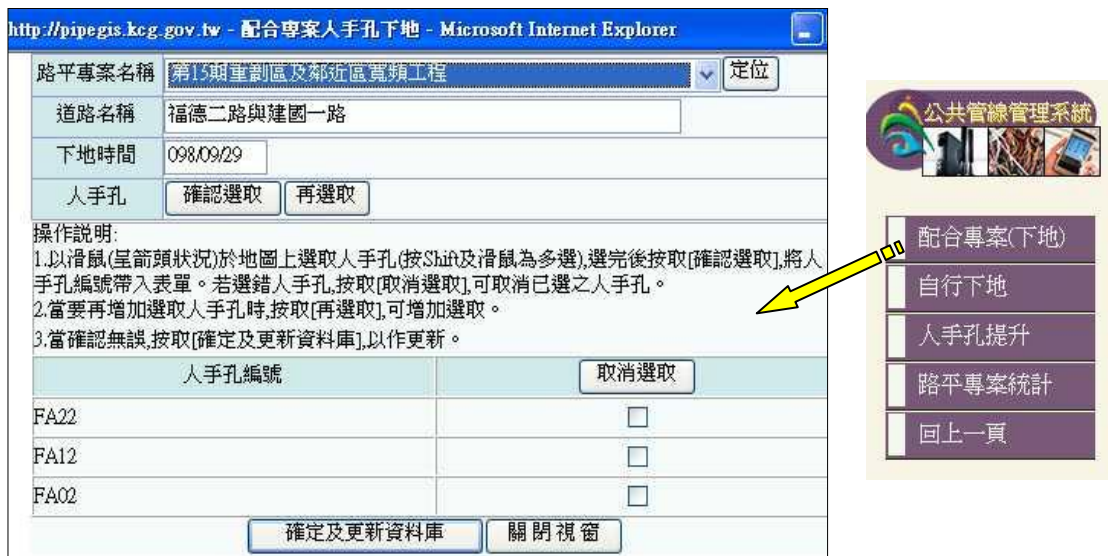 http://pipegis.kcg.gov.tw - 配合專案人手孔下地 - Microsoft Internet Explorer
路平專案名稱 第15期重劃區及鄰近區寬頻工程 定位
道路名稱 福德二路與建國一路
下地時間 098/09/29
人手孔 確認選取 再選取
操作說明:
1.以滑鼠(呈箭頭狀況)於地圖上選取人手孔(按Shift及滑鼠為多選),選完後按取[確認選取],將人
手孔編號帶入表單。若選錯人手孔,按取[取消選取],可取消已選之人手孔。
2.當要再增加選取人手孔時,按取[再選取],可增加選取。
3.當確認無誤,按取[確定及更新資料庫],以作更新。
人手孔編號 取消選取
FA22
FA12
FA02
確定及更新資料庫 關閉視窗
公共管線管理系統
配合專案(下地)
自行下地
人手孔提升
路平專案統計
回上一頁